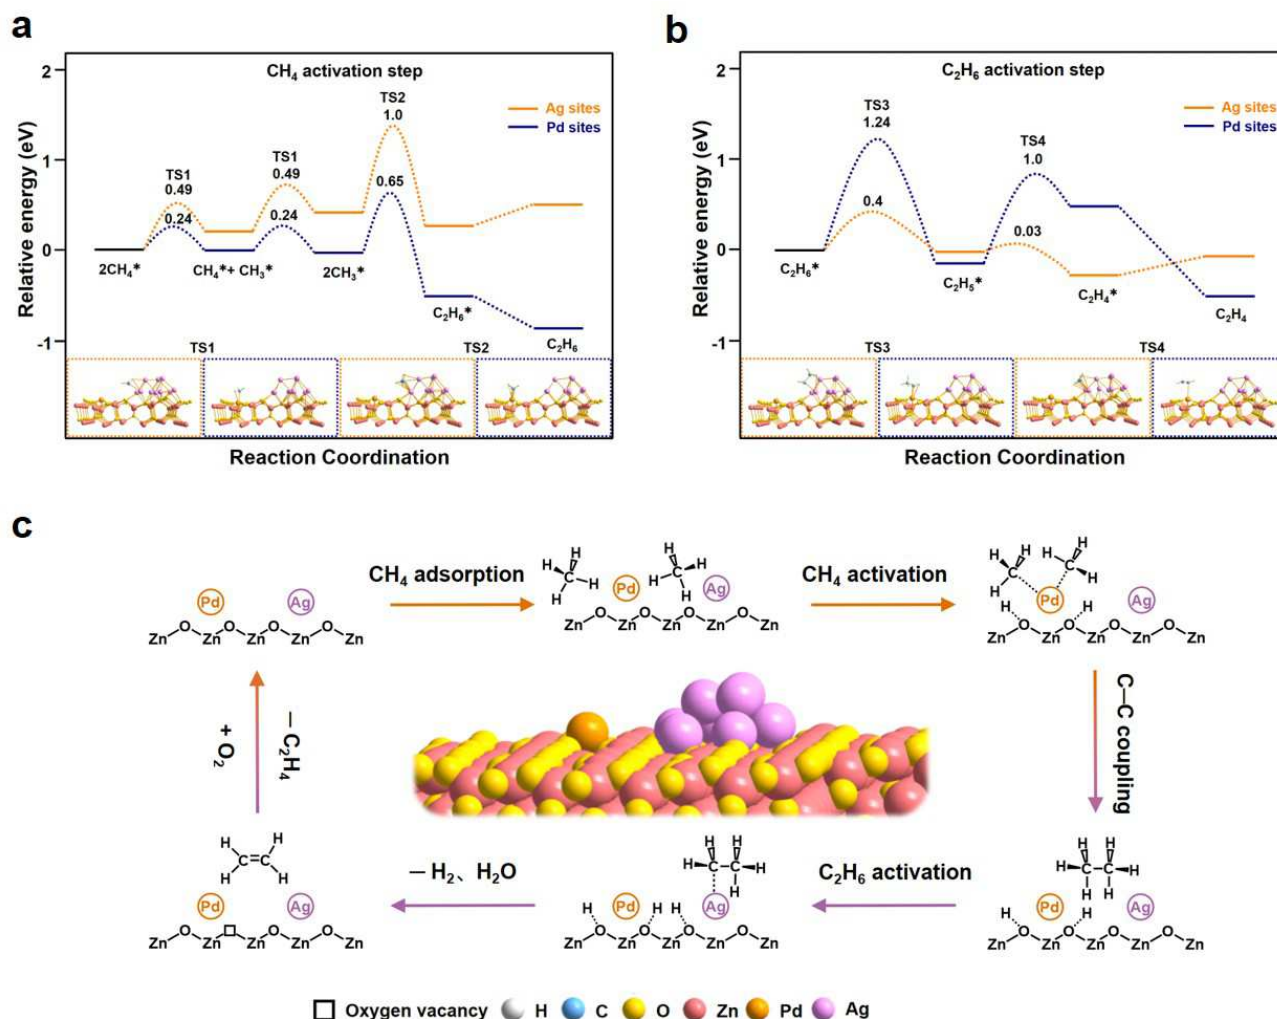 a
CH₄ activation step
2
1
0
-1
Relative energy (eV)
Ag sites
Pd sites
TS1
0.49
0.24
TS1
0.49
0.24
TS2
1.0
0.65
2CH₄*
CH₄*+ CH₃*
2CH₃*
C₂H₆*
C₂H₆
TS1
TS2
Reaction Coordination
b
C₂H₆ activation step
2
1
0
-1
Relative energy (eV)
Ag sites
Pd sites
TS3
1.24
0.4
TS4
1.0
0.03
C₂H₆*
C₂H₅*
C₂H₄*
C₂H₄
TS3
TS4
Reaction Coordination
c
Pd Ag
Zn O Zn O Zn O Zn O Zn
CH₄ adsorption
H H H H C
H H H H C
Pd Ag
Zn O Zn O Zn O Zn O Zn
CH₄ activation
H H H C
H H H C
Pd Ag
H H
Zn O Zn O Zn O Zn O Zn
C—C coupling
H H
H C C H
H H
Pd Ag
H H
Zn O Zn O Zn O Zn O Zn
C₂H₆ activation
H H
H C C H
H
Pd Ag
H H H
Zn O Zn O Zn O Zn O Zn
— H₂、H₂O
H H
C=C
H H
Pd Ag
Zn O Zn Zn O Zn O Zn
— C₂H₄
+ O₂
Oxygen vacancy H C O Zn Pd Ag